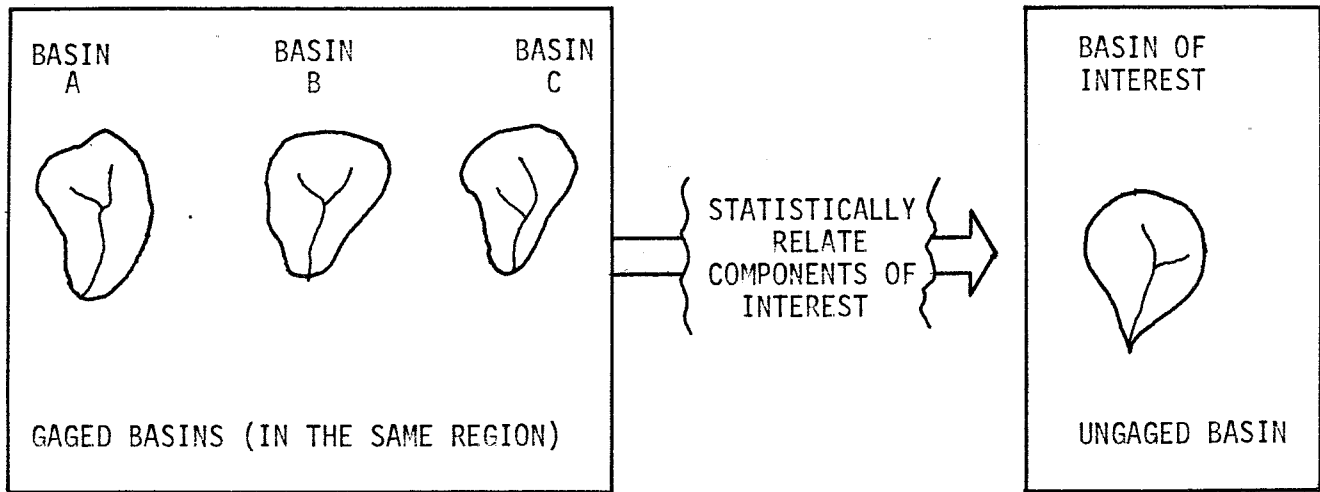 BASIN
A
BASIN
B
BASIN
C
GAGED BASINS (IN THE SAME REGION)
STATISTICALLY
RELATE
COMPONENTS OF
INTEREST
BASIN OF
INTEREST
UNGAGED BASIN